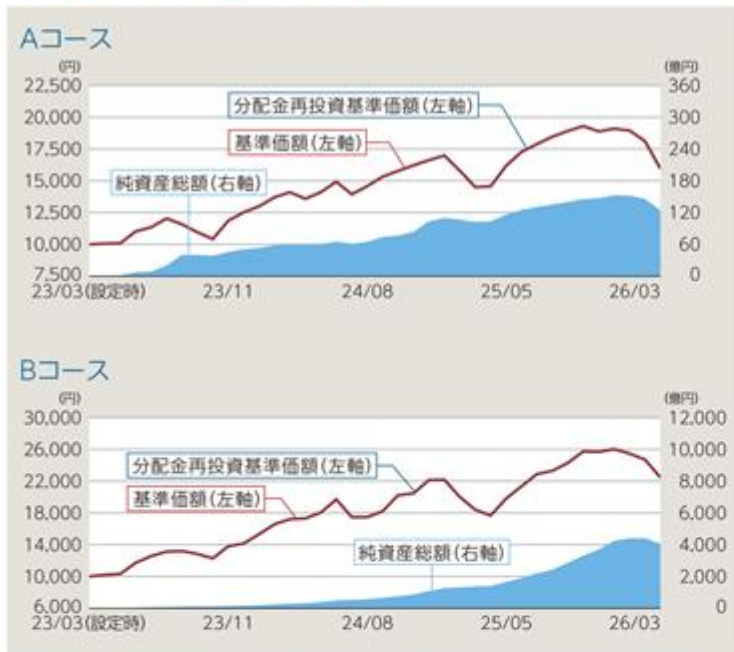 Aコース
(円) (億円)
22,500 360
20,000 分配金再投資基準価額(左軸) 300
17,500 基準価額(左軸) 240
15,000 純資産総額(右軸) 180
12,500 120
10,000 60
7,500 0
23/03(設定時) 23/11 24/08 25/05 26/03
Bコース
(円) (億円)
30,000 12,000
26,000 10,000
22,000 分配金再投資基準価額(左軸) 8,000
18,000 基準価額(左軸) 6,000
14,000 純資産総額(右軸) 4,000
10,000 2,000
6,000 0
23/03(設定時) 23/11 24/08 25/05 26/03